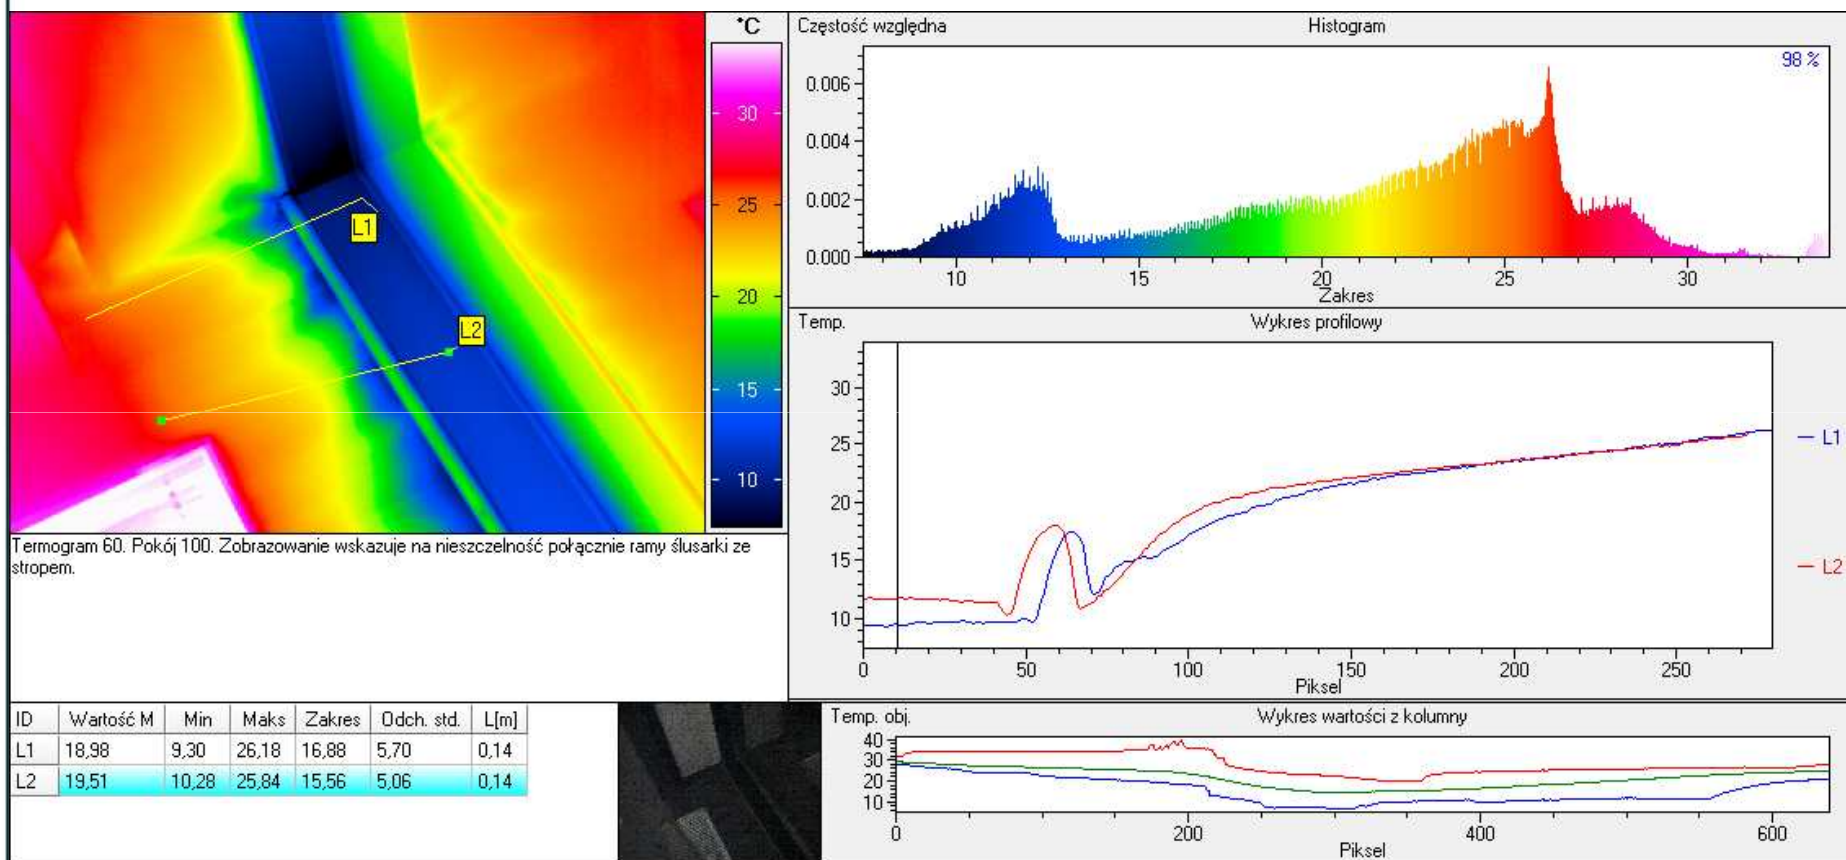 °C
30
25
20
15
10
L1
L2
Termogram 60. Pokój 100. Zobrazowanie wskazuje na nieszczelność połącznie ramy ślusarki ze
stropem.
ID Wartość M Min Maks Zakres Odch. std. L[m]
L1 18,98 9,30 26,18 16,88 5,70 0,14
L2 19,51 10,28 25,84 15,56 5,06 0,14
Częstość względna Histogram
98 %
0.006
0.004
0.002
0.000
10 15 20 25 30
Zakres
Temp. Wykres profilowy
30
25
20
15
10
L1
L2
0 50 100 150 200 250
Piksel
Temp. obj. Wykres wartości z kolumny
40
30
20
10
0 200 400 600
Piksel